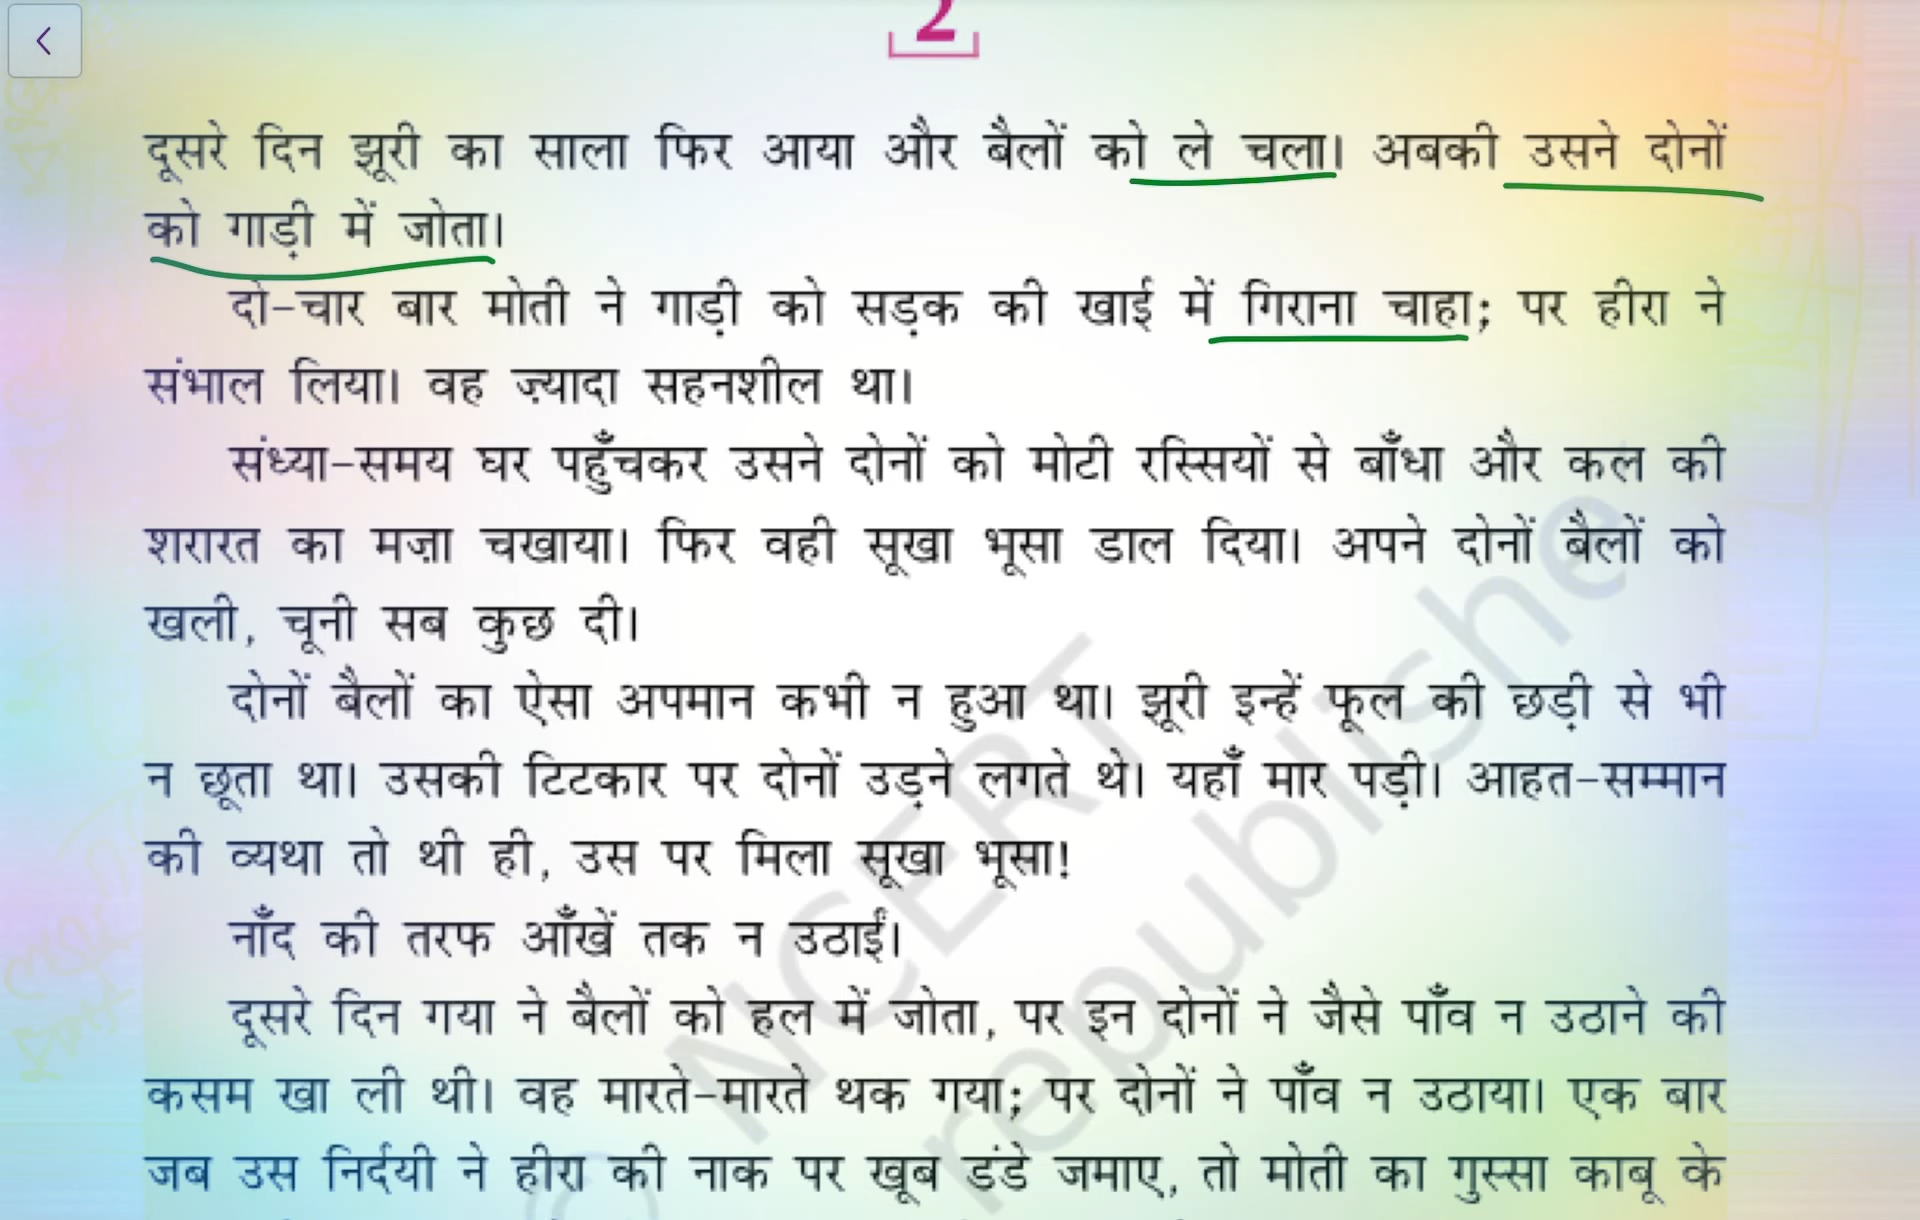 2
दूसरे दिन झूरी का साला फिर आया और बैलों को ले चला। अबकी उसने दोनों
को गाड़ी में जोता।
दो-चार बार मोती ने गाड़ी को सड़क की खाई में गिराना चाहा; पर हीरा ने
संभाल लिया। वह ज़्यादा सहनशील था।
संध्या-समय घर पहुँचकर उसने दोनों को मोटी रस्सियों से बाँधा और कल की
शरारत का मज़ा चखाया। फिर वही सूखा भूसा डाल दिया। अपने दोनों बैलों को
खली, चूनी सब कुछ दी।
दोनों बैलों का ऐसा अपमान कभी न हुआ था। झूरी इन्हें फूल की छड़ी से भी
न छूता था। उसकी टिटकार पर दोनों उड़ने लगते थे। यहाँ मार पड़ी। आहत-सम्मान
की व्यथा तो थी ही, उस पर मिला सूखा भूसा!
नाँद की तरफ आँखें तक न उठाईं।
दूसरे दिन गया ने बैलों को हल में जोता, पर इन दोनों ने जैसे पाँव न उठाने की
कसम खा ली थी। वह मारते-मारते थक गया; पर दोनों ने पाँव न उठाया। एक बार
जब उस निर्दयी ने हीरा की नाक पर खूब डंडे जमाए, तो मोती का गुस्सा काबू के
© NCERT
republishe